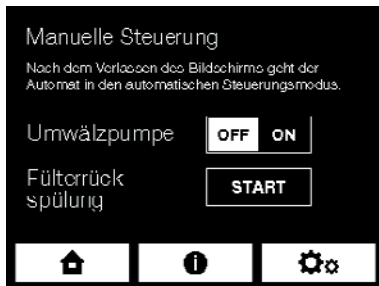 Manuelle Steuerung
Nach dem Verlassen des Bildschirms geht der
Automat in den automatischen Steuerungsmodus.
Umwälzpumpe OFF ON
Fülterrück
spülung START